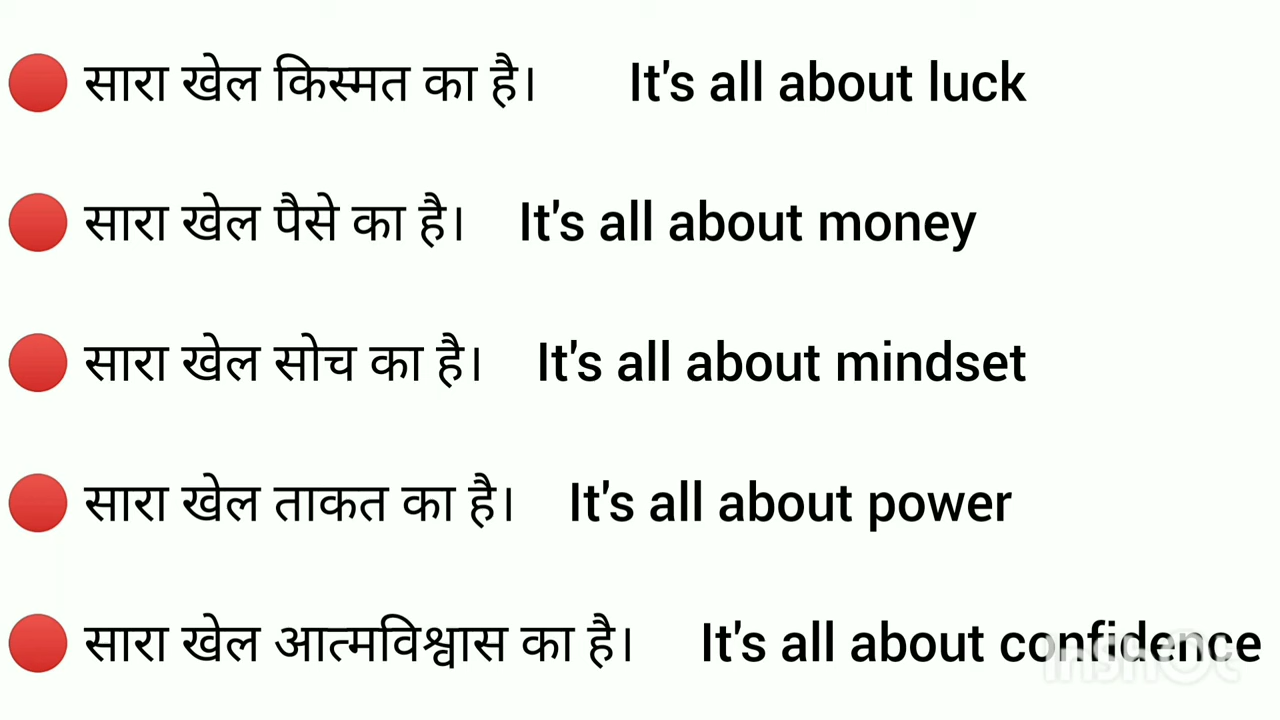 सारा खेल किस्मत का है। It's all about luck
सारा खेल पैसे का है। It's all about money
सारा खेल सोच का है। It's all about mindset
सारा खेल ताकत का है। It's all about power
सारा खेल आत्मविश्वास का है। It's all about confidence
InShOt